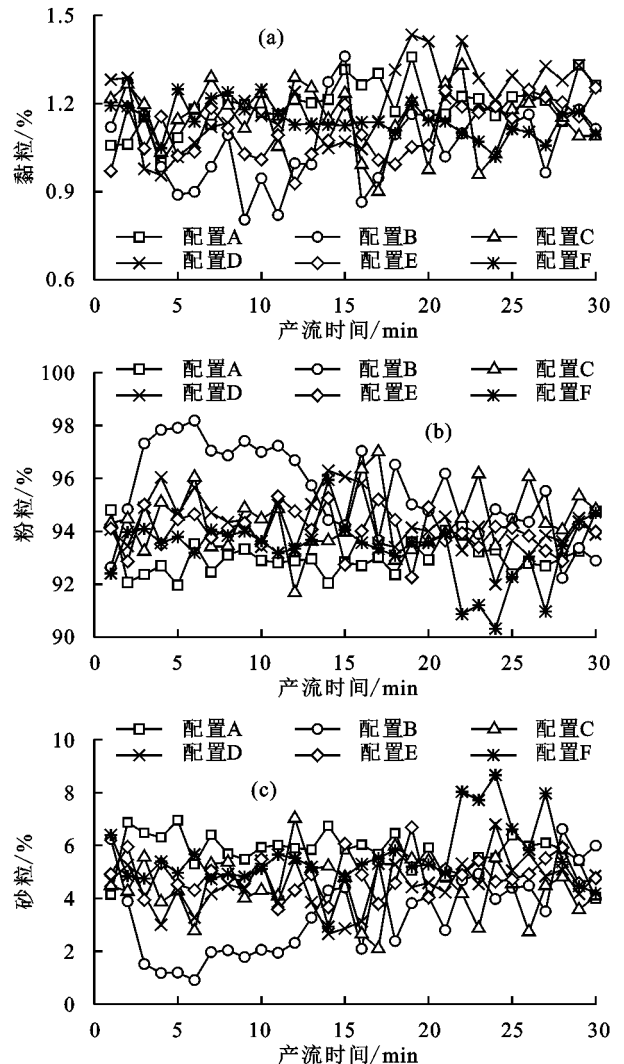 (a)
1.5
1.2
0.9
0.6
黏粒/%
配置A 配置B 配置C
配置D 配置E 配置F
0 5 10 15 20 25 30
产流时间/min
100
98
96
94
92
90
粉粒/%
配置A 配置B 配置C
配置D 配置E 配置F
(b)
0 5 10 15 20 25 30
产流时间/min
配置A 配置B 配置C
配置D 配置E 配置F
10
8
6
4
2
0
砂粒/%
(c)
0 5 10 15 20 25 30
产流时间/min